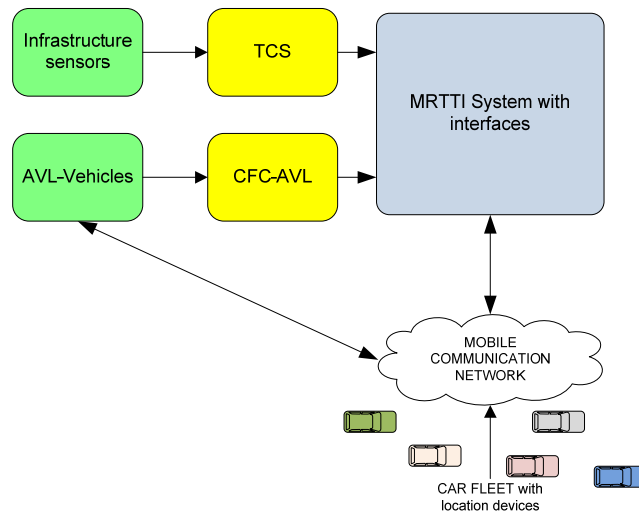 Infrastructure
sensors
TCS
MRTTI System with
interfaces
AVL-Vehicles
CFC-AVL
MOBILE
COMMUNICATION
NETWORK
CAR FLEET with
location devices